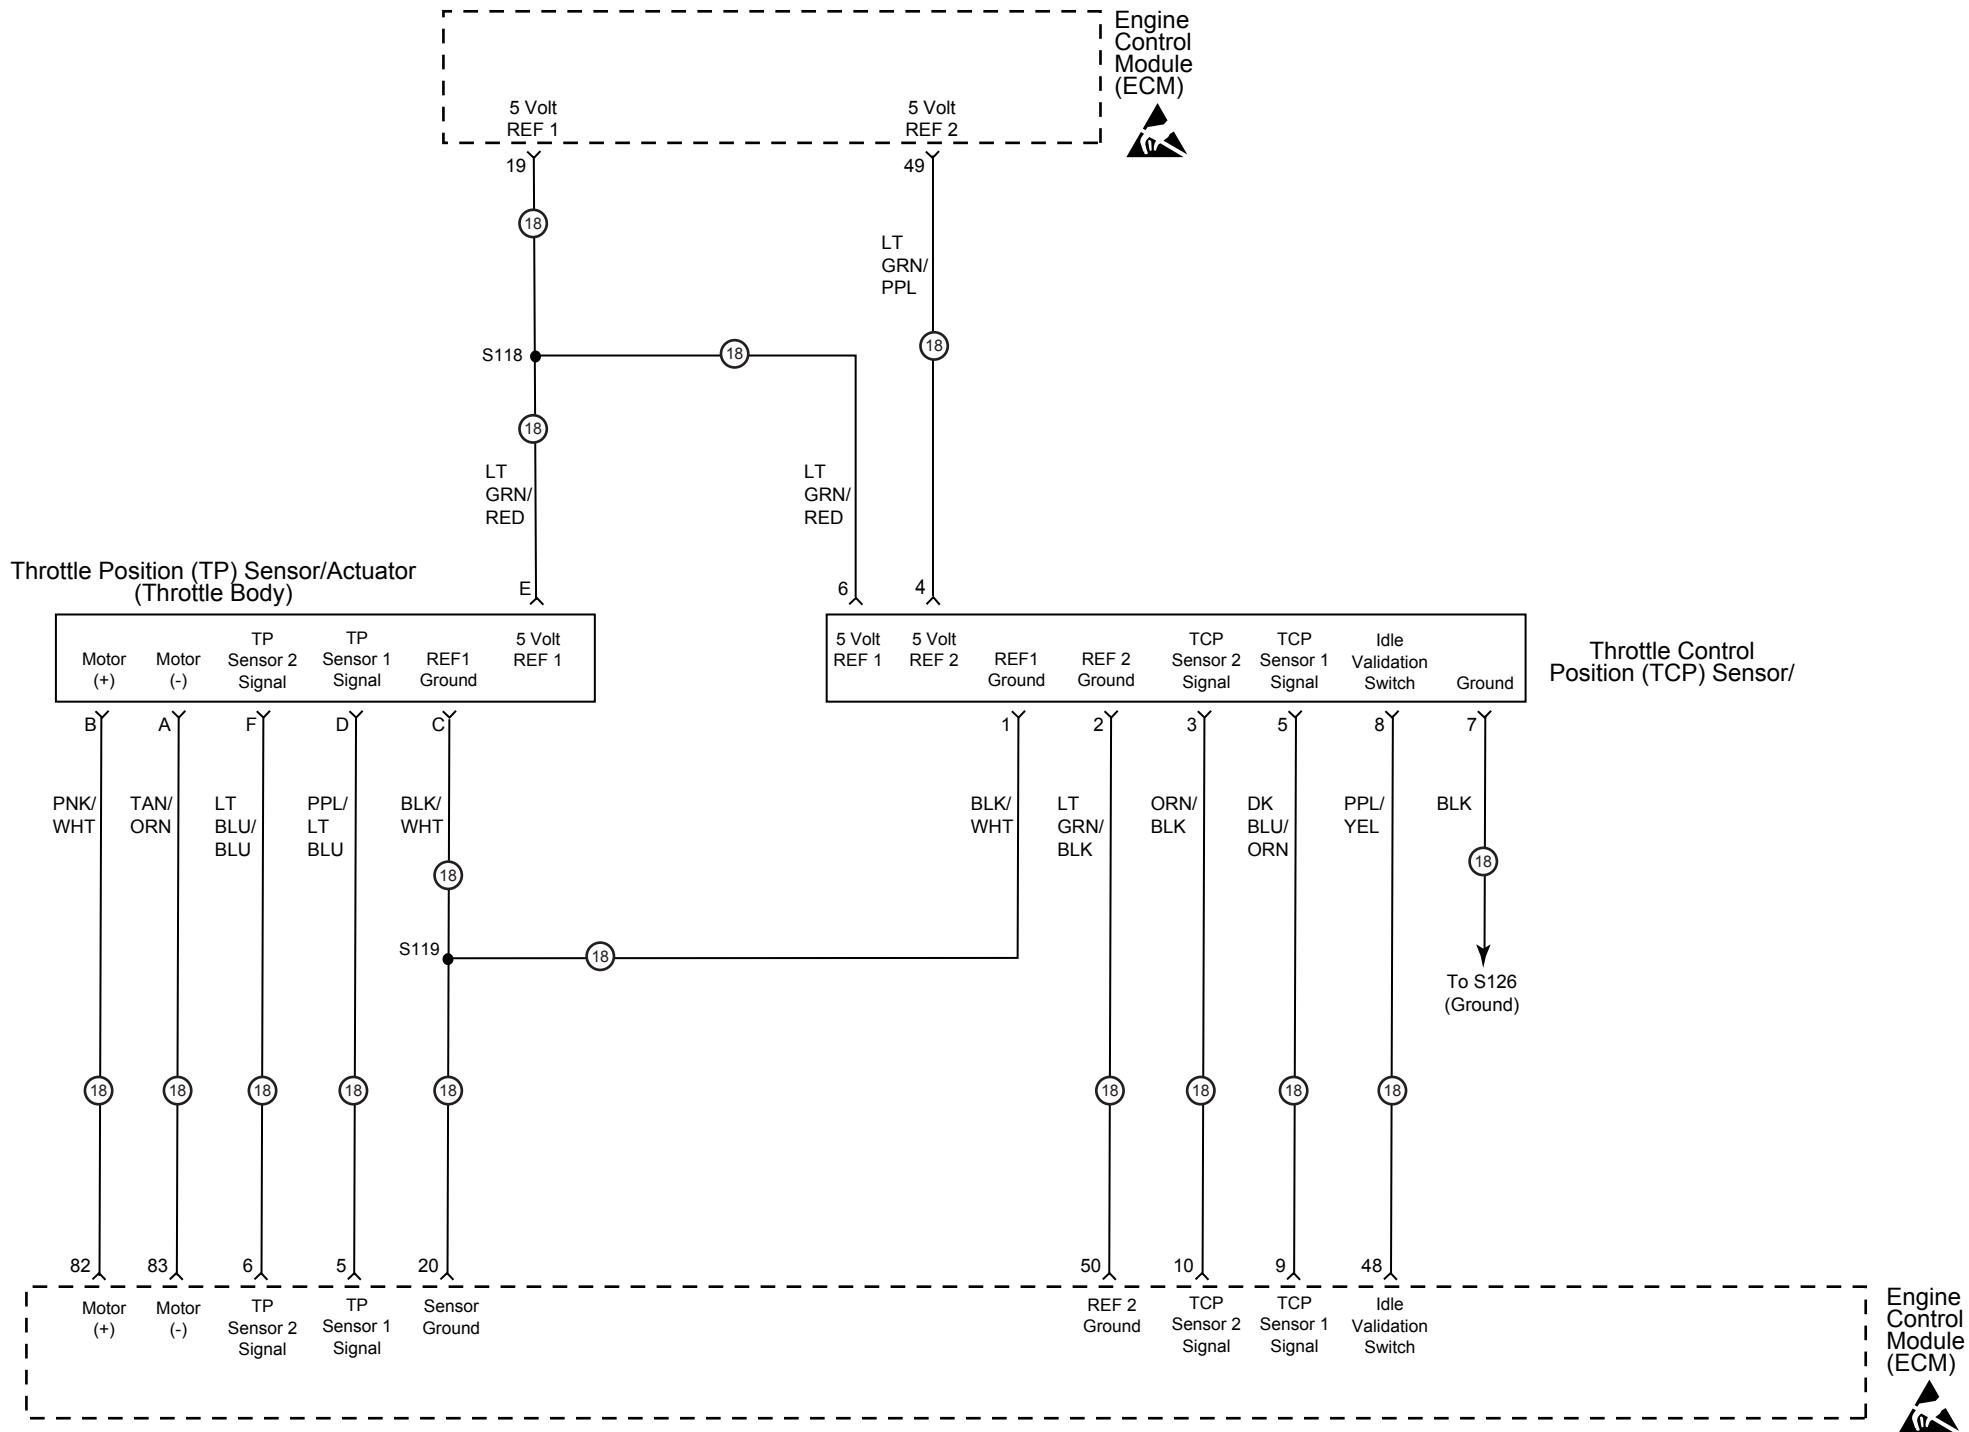 Engine
Control
Module
(ECM)
5 Volt
REF 1
5 Volt
REF 2
19
49
18
LT
GRN/
PPL
18
S118
18
18
LT
GRN/
RED
LT
GRN/
RED
Throttle Position (TP) Sensor/Actuator
(Throttle Body)
E
6
4
Motor
(+)
Motor
(-)
TP
Sensor 2
Signal
TP
Sensor 1
Signal
REF1
Ground
5 Volt
REF 1
5 Volt
REF 1
5 Volt
REF 2
REF1
Ground
REF 2
Ground
TCP
Sensor 2
Signal
TCP
Sensor 1
Signal
Idle
Validation
Switch
Ground
Throttle Control
Position (TCP) Sensor/
B
A
F
D
C
1
2
3
5
8
7
PNK/
WHT
TAN/
ORN
LT
BLU/
BLU
PPL/
LT
BLU
BLK/
WHT
BLK/
WHT
LT
GRN/
BLK
ORN/
BLK
DK
BLU/
ORN
PPL/
YEL
BLK
18
18
S119
18
To S126
(Ground)
18
18
18
18
18
18
18
18
18
82
83
6
5
20
50
10
9
48
Motor
(+)
Motor
(-)
TP
Sensor 2
Signal
TP
Sensor 1
Signal
Sensor
Ground
REF 2
Ground
TCP
Sensor 2
Signal
TCP
Sensor 1
Signal
Idle
Validation
Switch
Engine
Control
Module
(ECM)